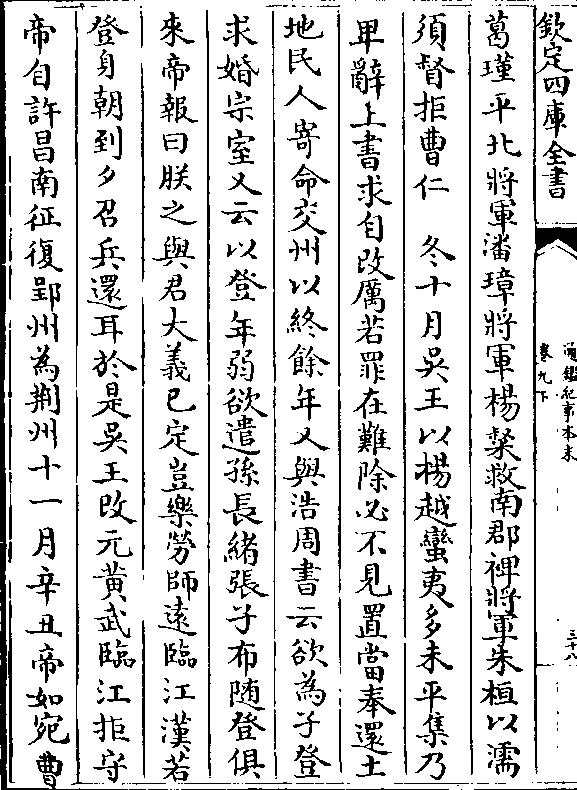 欽定四庫全書
通鑑紀事本末
卷九下
三十八
葛瑾平北將軍潘璋將軍楊粲救南郡裨將軍朱桓以濡
須督拒曹仁　冬十月吳王以楊越蠻夷多未平集乃
卑辭上書求自改厲若罪在難除必不見置當奉還土
地民人寄命交州以終餘年又與浩周書云欲為子登
求婚宗室又云以登年弱欲遣孫長緒張子布隨登俱
來帝報曰朕之與君大義已定豈樂勞師遠臨江漢若
登身朝到夕召兵還耳於是吳王改元黃武臨江拒守
帝自許昌南征復郢州為荆州十一月辛丑帝如宛曹